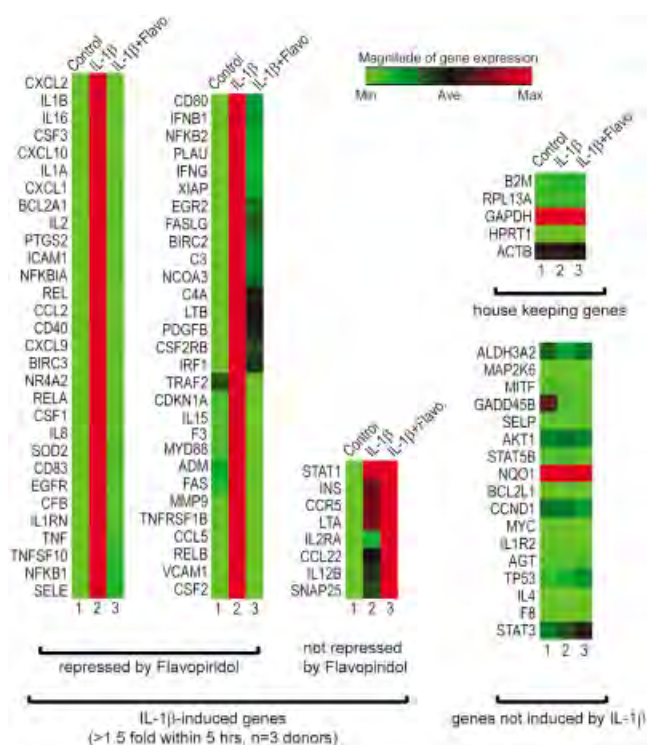 Control
IL-1β
IL-1β+Flavo.
CXCL2
IL1B
IL16
CSF3
CXCL10
IL1A
CXCL1
BCL2A1
IL2
PTGS2
ICAM1
NFKBIA
REL
CCL2
CD40
CXCL9
BIRC3
NR4A2
RELA
CSF1
IL8
SOD2
CD83
EGFR
CFB
IL1RN
TNF
TNFSF10
NFKB1
SELE
1 2 3
Control
IL-1β
IL-1β+Flavo.
CD80
IFNB1
NFKB2
PLAU
IFNG
XIAP
EGR2
FASLG
BIRC2
C3
NCOA3
C4A
LTB
PDGFB
CSF2RB
IRF1
TRAF2
CDKN1A
IL15
F3
MYD88
ADM
FAS
MMP9
TNFRSF1B
CCL5
RELB
VCAM1
CSF2
1 2 3
repressed by Flavopiridol
Control
IL-1β
IL-1β+Flavo.
STAT1
INS
CCR5
LTA
IL2RA
CCL22
IL12B
SNAP25
1 2 3
not repressed
by Flavopiridol
IL-1β-induced genes
(>1.5 fold within 5 hrs, n=3 donors)
Magnitude of gene expression
Min Ave. Max
Control
IL-1β
IL-1β+Flavo.
B2M
RPL13A
GAPDH
HPRT1
ACTB
1 2 3
house keeping genes
ALDH3A2
MAP2K6
MITF
GADD45B
SELP
AKT1
STAT5B
NQO1
BCL2L1
CCND1
MYC
IL1R2
AGT
TP53
IL4
F8
STAT3
1 2 3
genes not induced by IL-1β